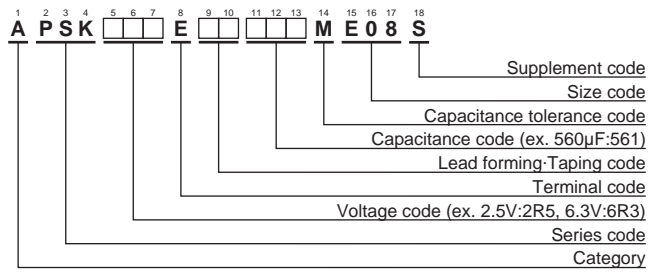 1 2 3 4 5 6 7 8 9 10 11 12 13 14 15 16 17 18
A P S K E M E 0 8 S
Supplement code
Size code
Capacitance tolerance code
Capacitance code (ex. 560µF:561)
Lead forming·Taping code
Terminal code
Voltage code (ex. 2.5V:2R5, 6.3V:6R3)
Series code
Category